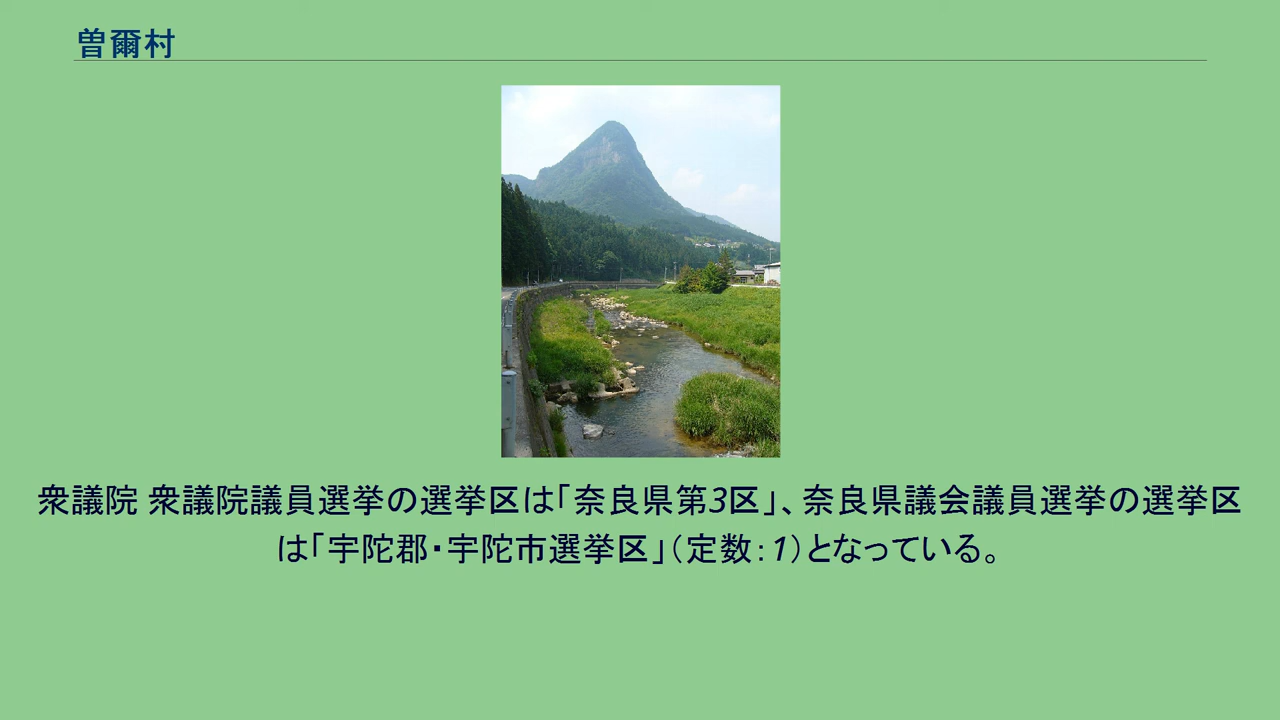 曽爾村
衆議院 衆議院議員選挙の選挙区は「奈良県第3区」、奈良県議会議員選挙の選挙区
は「宇陀郡・宇陀市選挙区」（定数：1）となっている。